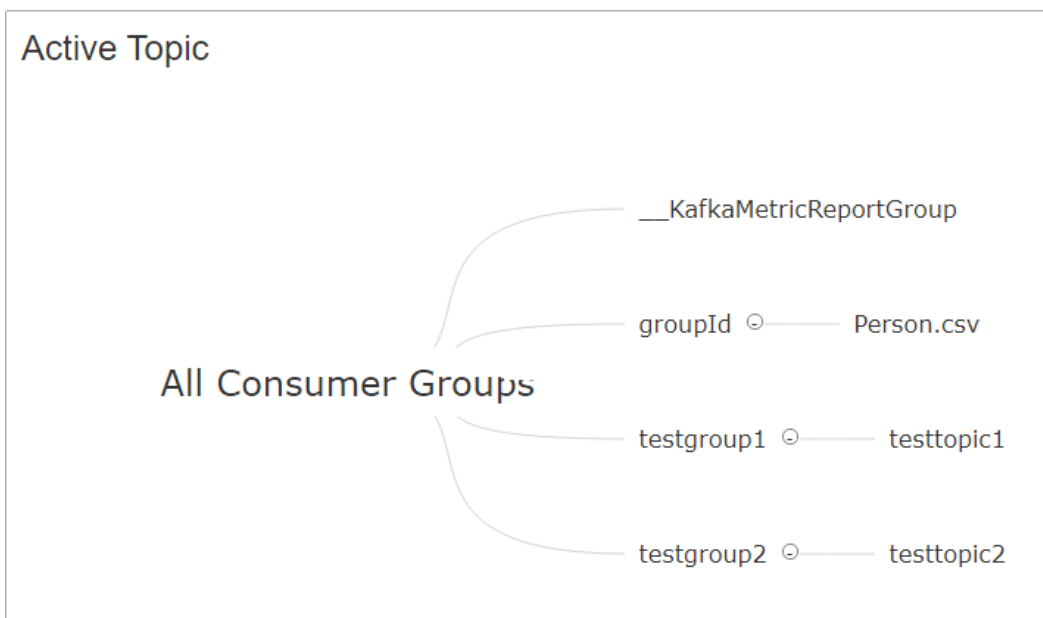 Active Topic
__KafkaMetricReportGroup
groupId - Person.csv
All Consumer Groups
testgroup1 - testtopic1
testgroup2 - testtopic2